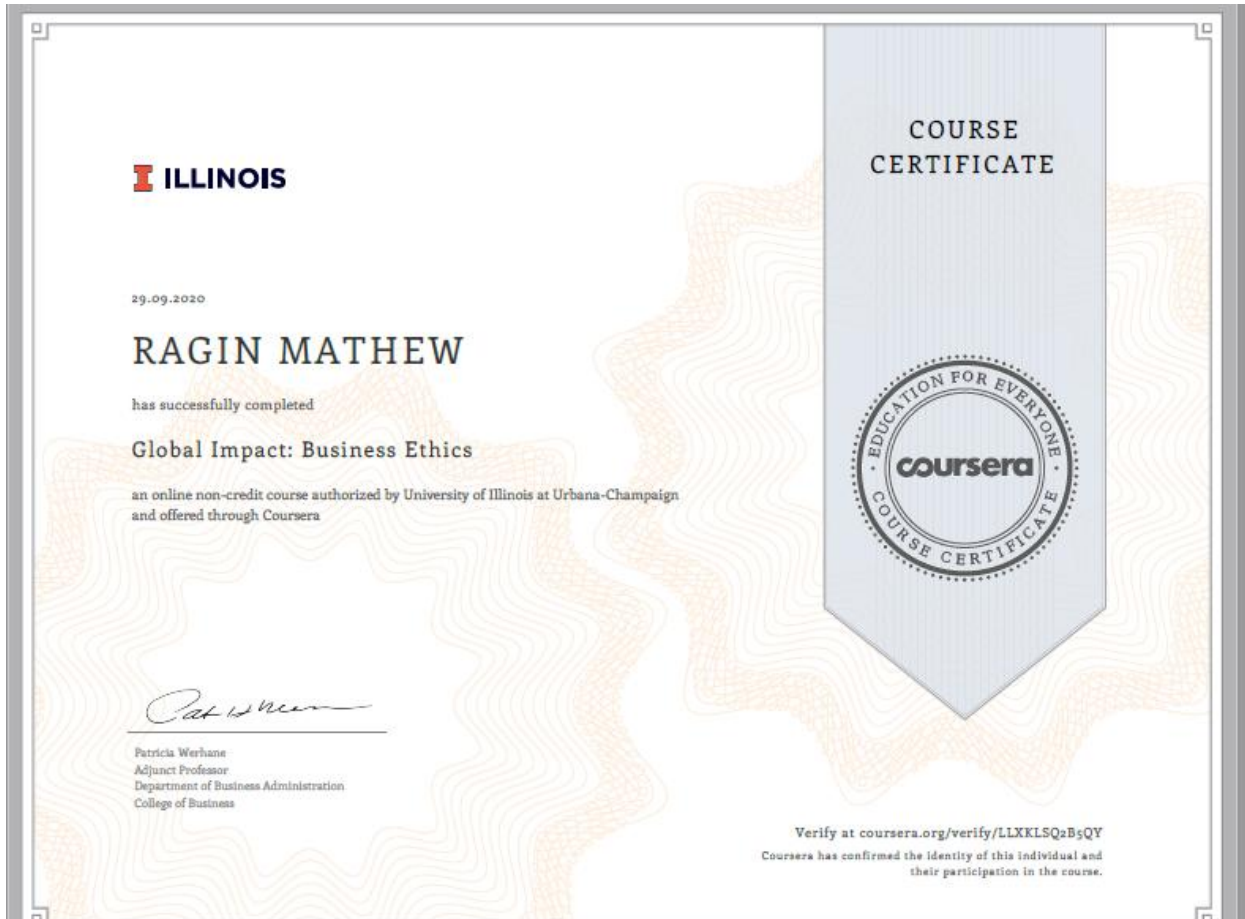 COURSE
CERTIFICATE
ILLINOIS
29.09.2020
RAGIN MATHEW
has successfully completed
Global Impact: Business Ethics
an online non-credit course authorized by University of Illinois at Urbana-Champaign
and offered through Coursera
EDUCATION FOR EVERYONE
coursera
COURSE CERTIFICATE
Patricia Werhane
Adjunct Professor
Department of Business Administration
College of Business
Verify at coursera.org/verify/LLXKLSQ2B5QY
Coursera has confirmed the identity of this individual and
their participation in the course.